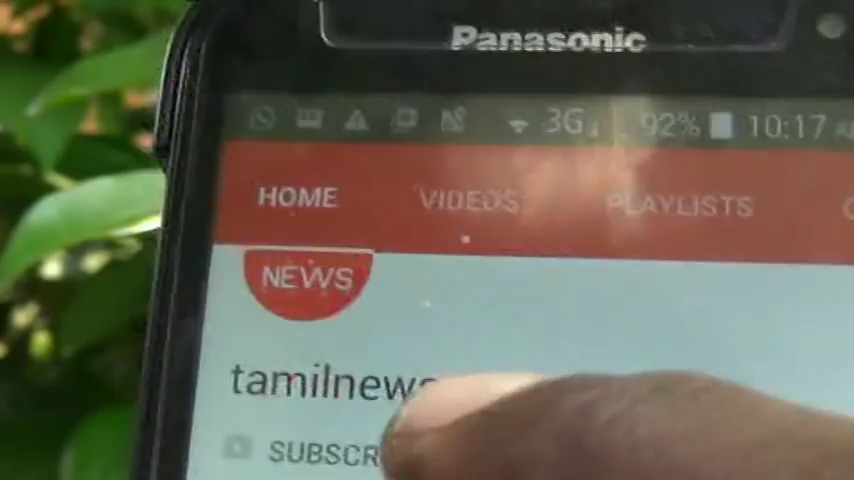 Panasonic
3G 92% 10:17
HOME VIDEOS PLAYLISTS
NEWS
tamilnews
SUBSCR